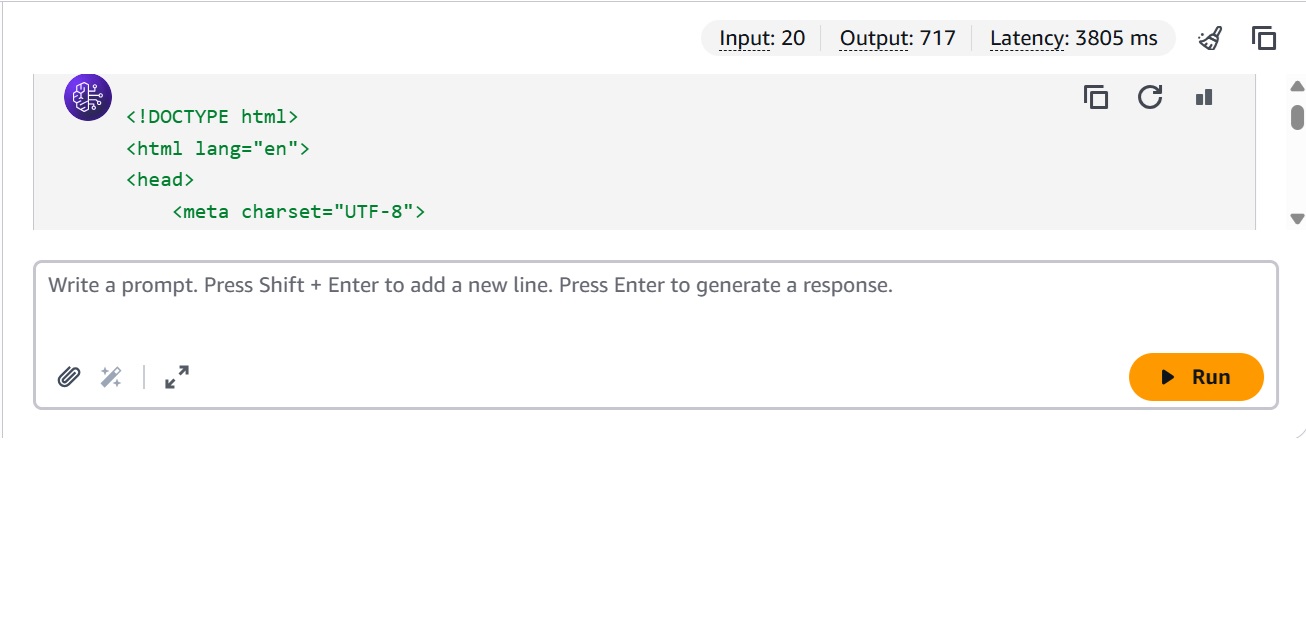 Input: 20 Output: 717 Latency: 3805 ms
<!DOCTYPE html>
<html lang="en">
<head>
    <meta charset="UTF-8">
Write a prompt. Press Shift + Enter to add a new line. Press Enter to generate a response.
Run